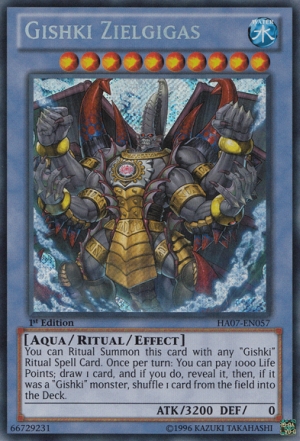 GISHKI ZIELGIGAS
WATER
水
1st Edition
HA07-EN057
[AQUA / RITUAL / EFFECT]
You can Ritual Summon this card with any "Gishki"
Ritual Spell Card. Once per turn: You can pay 1000 Life
Points; draw 1 card, and if you do, reveal it, then, if it
was a "Gishki" monster, shuffle 1 card from the field into
the Deck.
ATK/3200 DEF/ 0
66729231
©1996 KAZUKI TAKAHASHI